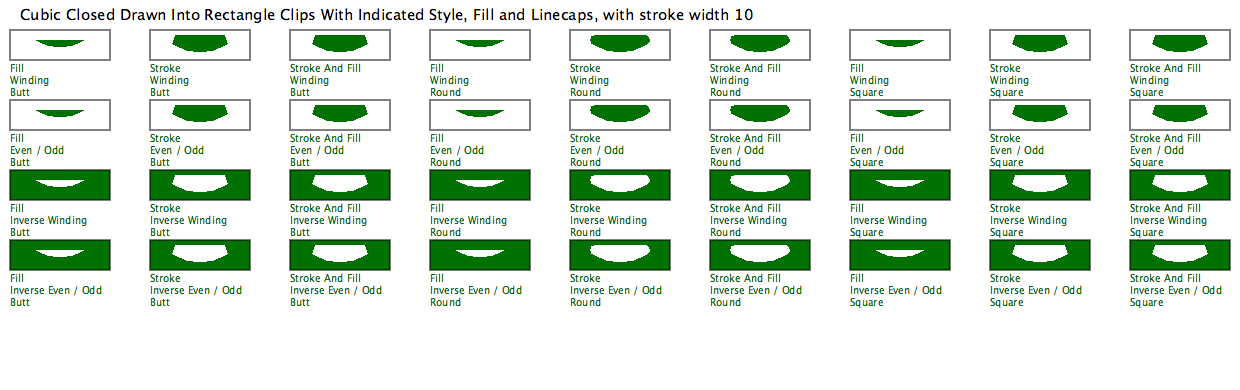 Cubic Closed Drawn Into Rectangle Clips With Indicated Style, Fill and Linecaps, with stroke width 10
Fill
Winding
Butt
Stroke
Winding
Butt
Stroke And Fill
Winding
Butt
Fill
Winding
Round
Stroke
Winding
Round
Stroke And Fill
Winding
Round
Fill
Winding
Square
Stroke
Winding
Square
Stroke And Fill
Winding
Square
Fill
Even / Odd
Butt
Stroke
Even / Odd
Butt
Stroke And Fill
Even / Odd
Butt
Fill
Even / Odd
Round
Stroke
Even / Odd
Round
Stroke And Fill
Even / Odd
Round
Fill
Even / Odd
Square
Stroke
Even / Odd
Square
Stroke And Fill
Even / Odd
Square
Fill
Inverse Winding
Butt
Stroke
Inverse Winding
Butt
Stroke And Fill
Inverse Winding
Butt
Fill
Inverse Winding
Round
Stroke
Inverse Winding
Round
Stroke And Fill
Inverse Winding
Round
Fill
Inverse Winding
Square
Stroke
Inverse Winding
Square
Stroke And Fill
Inverse Winding
Square
Fill
Inverse Even / Odd
Butt
Stroke
Inverse Even / Odd
Butt
Stroke And Fill
Inverse Even / Odd
Butt
Fill
Inverse Even / Odd
Round
Stroke
Inverse Even / Odd
Round
Stroke And Fill
Inverse Even / Odd
Round
Fill
Inverse Even / Odd
Square
Stroke
Inverse Even / Odd
Square
Stroke And Fill
Inverse Even / Odd
Square